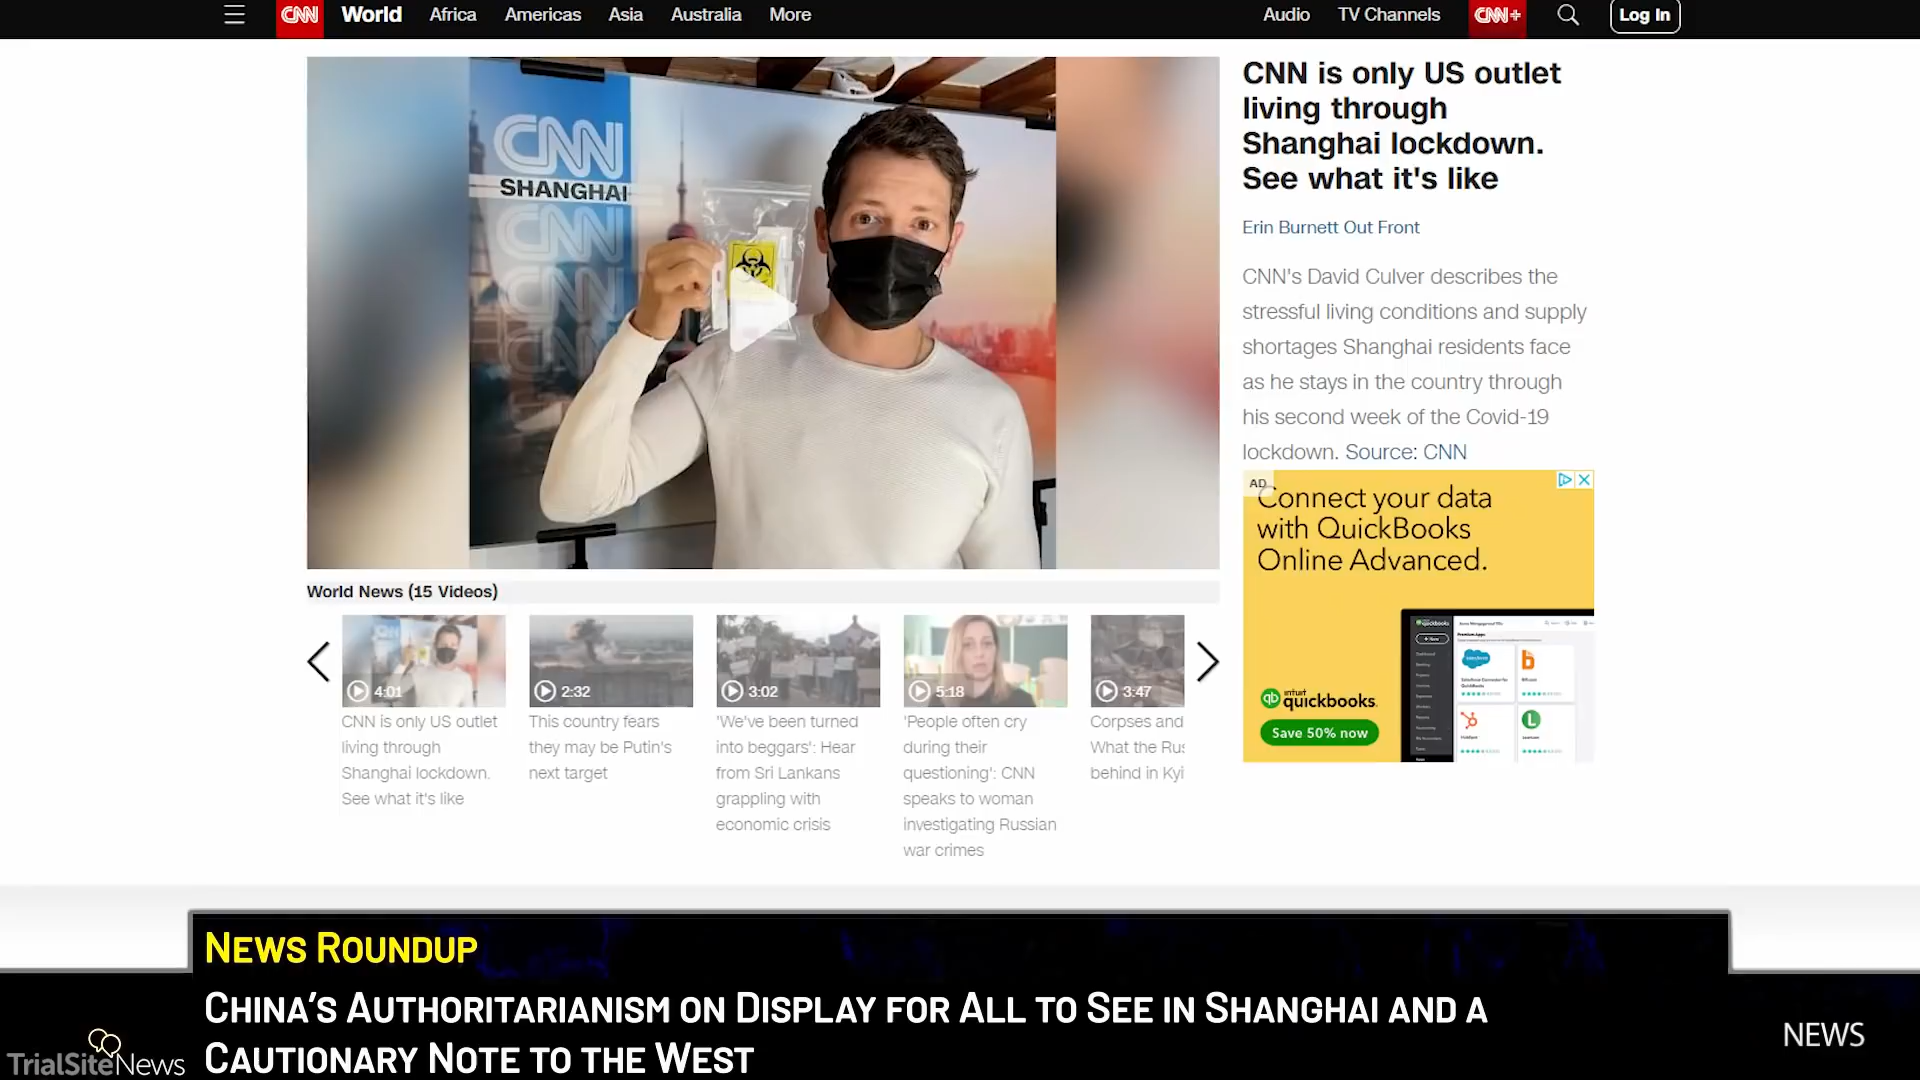 CNN World Africa Americas Asia Australia More Audio TV Channels CNN+ Log In
CNN
SHANGHAI
CNN is only US outlet
living through
Shanghai lockdown.
See what it's like
Erin Burnett Out Front
CNN's David Culver describes the
stressful living conditions and supply
shortages Shanghai residents face
as he stays in the country through
his second week of the Covid-19
lockdown. Source: CNN
AD
Connect your data
with QuickBooks
Online Advanced.
intuit
quickbooks.
Save 50% now
World News (15 Videos)
4:01
CNN is only US outlet
living through
Shanghai lockdown.
See what it's like
2:32
This country fears
they may be Putin's
next target
3:02
'We've been turned
into beggars': Hear
from Sri Lankans
grappling with
economic crisis
5:18
'People often cry
during their
questioning': CNN
speaks to woman
investigating Russian
war crimes
3:47
Corpses and
What the Rus
behind in Kyi
NEWS ROUNDUP
CHINA'S AUTHORITARIANISM ON DISPLAY FOR ALL TO SEE IN SHANGHAI AND A
CAUTIONARY NOTE TO THE WEST
TrialSiteNews
NEWS